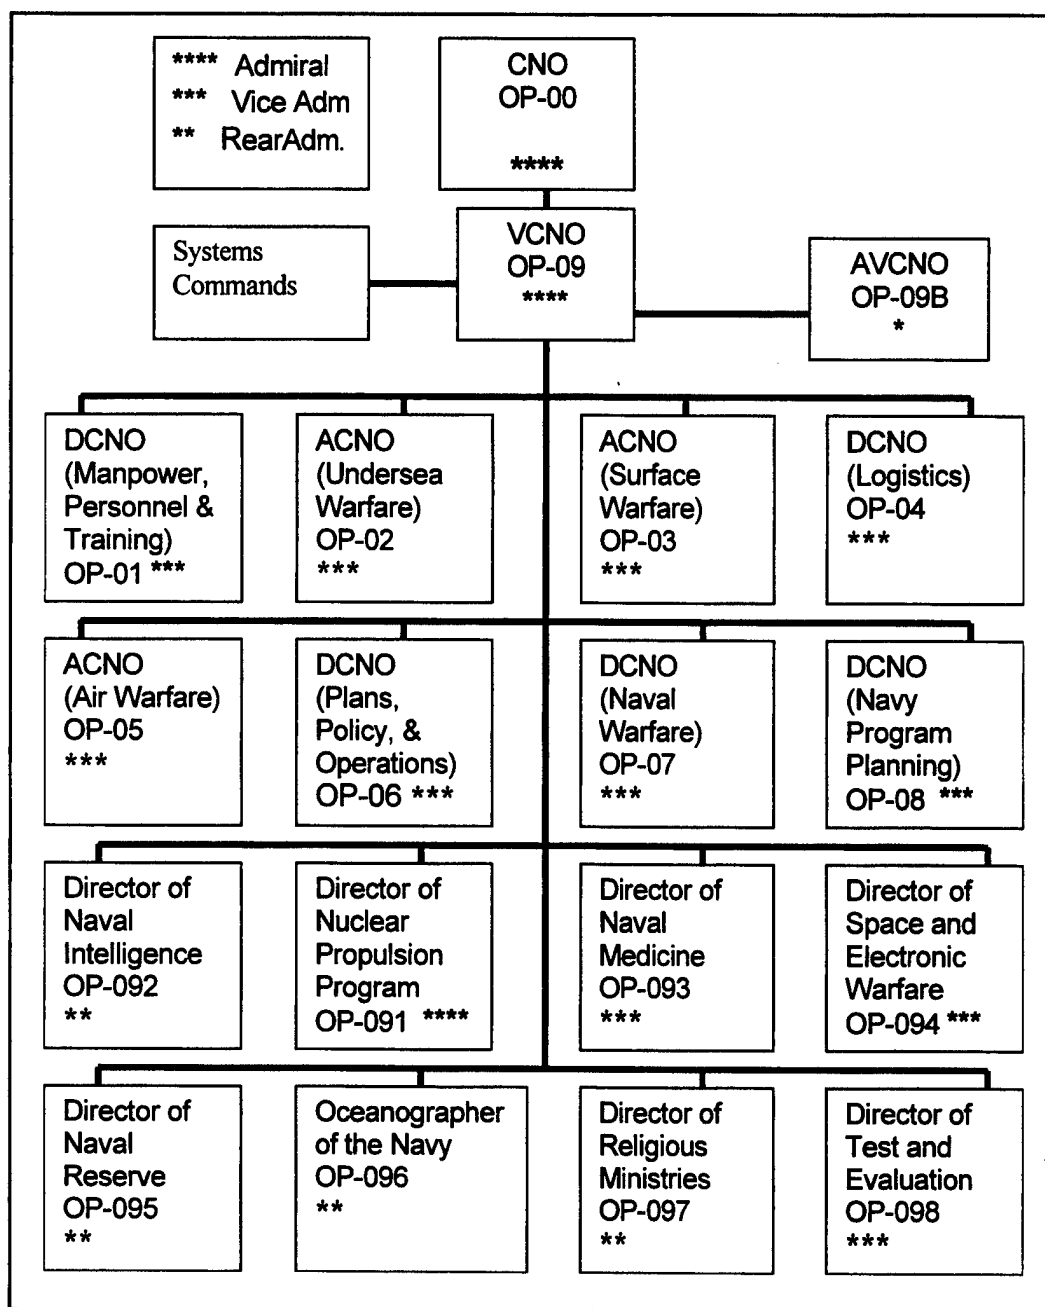 **** Admiral
*** Vice Adm
** RearAdm.
CNO
OP-00
****
Systems
Commands
VCNO
OP-09
****
AVCNO
OP-09B
*
DCNO
(Manpower,
Personnel &
Training)
OP-01 ***
ACNO
(Undersea
Warfare)
OP-02
***
ACNO
(Surface
Warfare)
OP-03
***
DCNO
(Logistics)
OP-04
***
ACNO
(Air Warfare)
OP-05
***
DCNO
(Plans,
Policy, &
Operations)
OP-06 ***
DCNO
(Naval
Warfare)
OP-07
***
DCNO
(Navy
Program
Planning)
OP-08 ***
Director of
Naval
Intelligence
OP-092
**
Director of
Nuclear
Propulsion
Program
OP-091 ****
Director of
Naval
Medicine
OP-093
***
Director of
Space and
Electronic
Warfare
OP-094 ***
Director of
Naval
Reserve
OP-095
**
Oceanographer
of the Navy
OP-096
**
Director of
Religious
Ministries
OP-097
**
Director of
Test and
Evaluation
OP-098
***